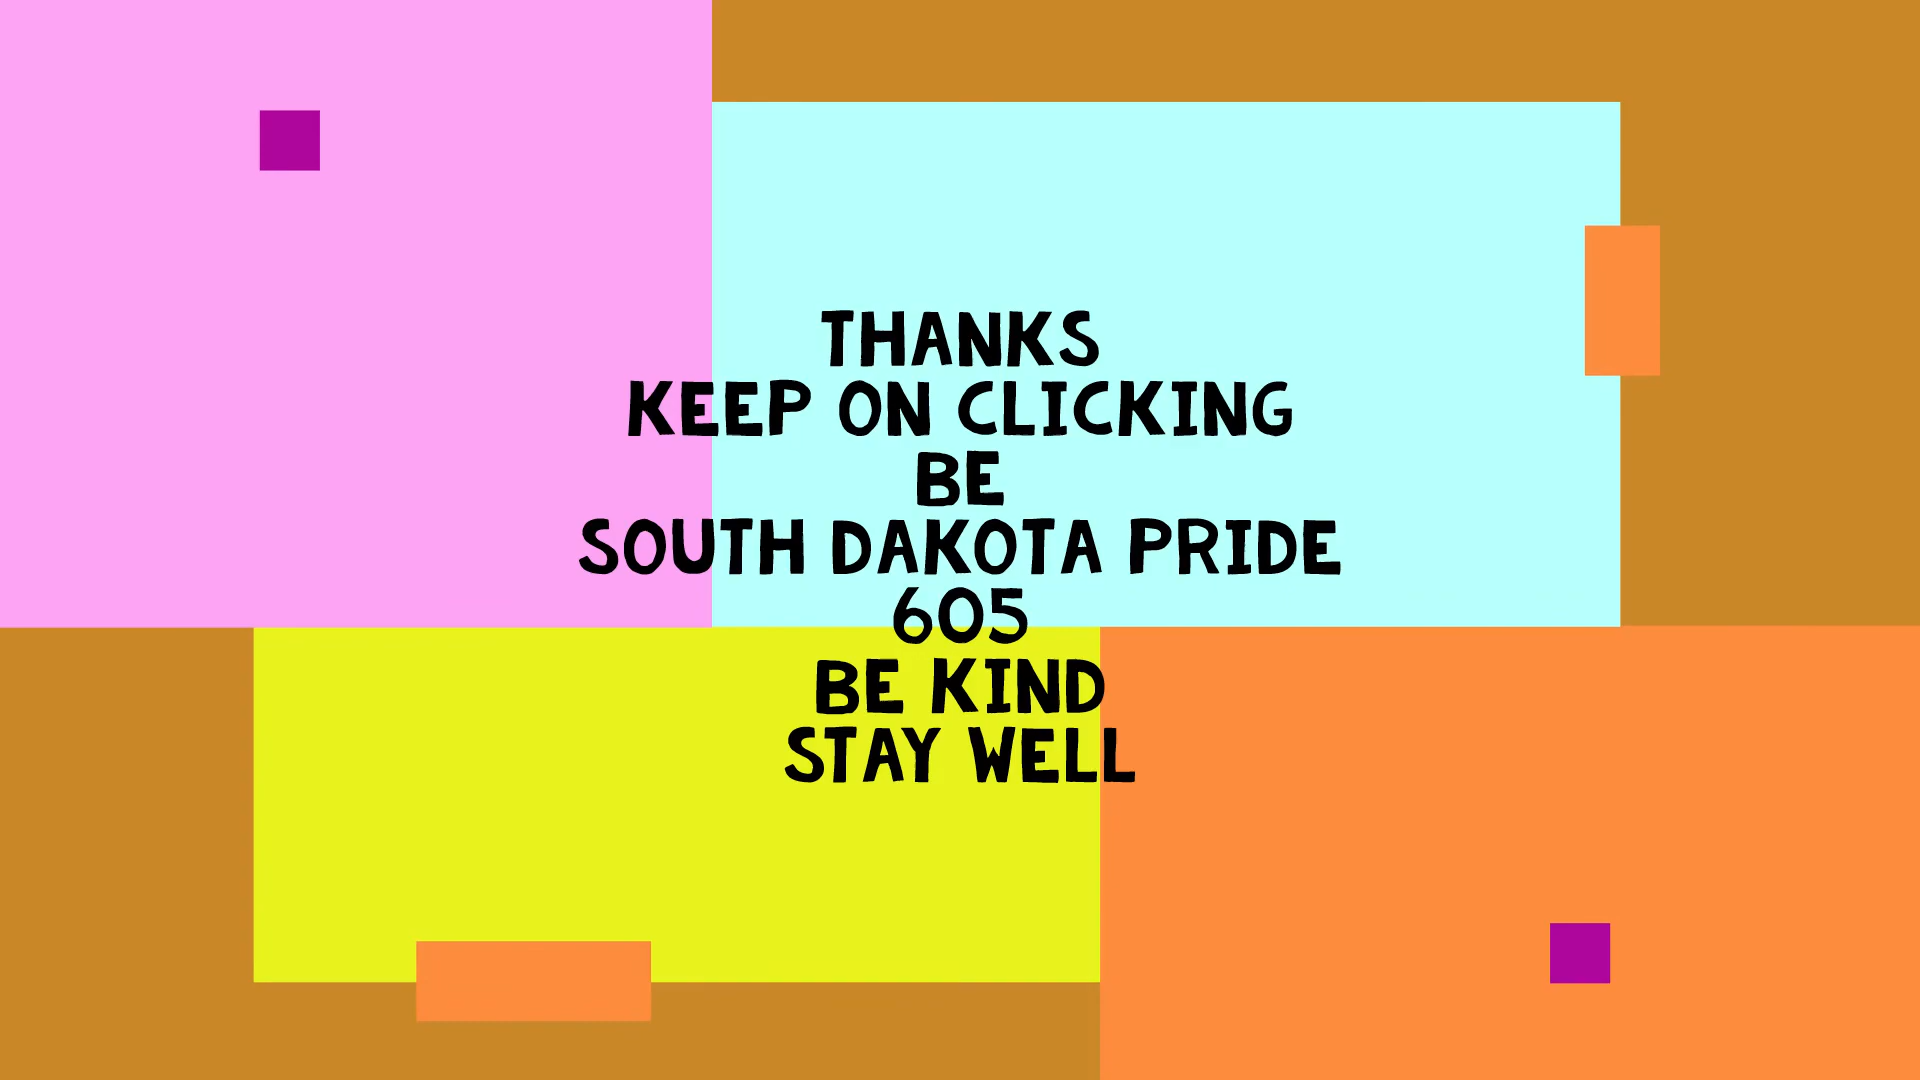 THANKS
KEEP ON CLICKING
BE
SOUTH DAKOTA PRIDE
605
BE KIND
STAY WELL